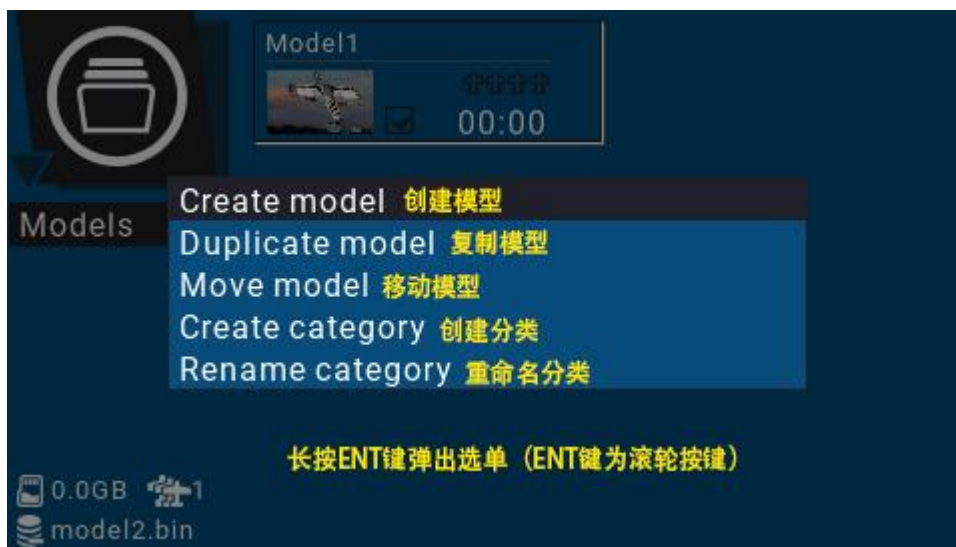 Model1
00:00
Models
Create model 创建模型
Duplicate model 复制模型
Move model 移动模型
Create category 创建分类
Rename category 重命名分类
长按ENT键弹出选单（ENT键为滚轮按键）
0.0GB 1
model2.bin